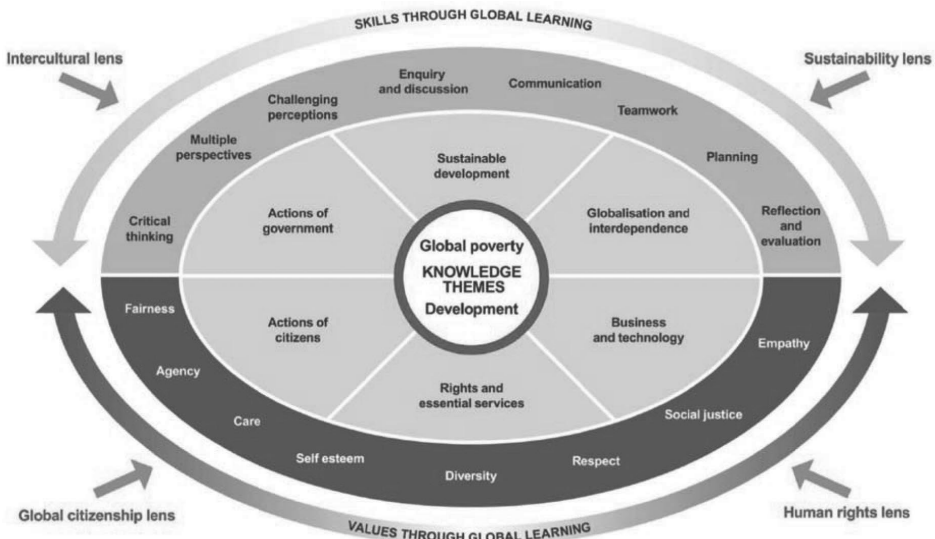 SKILLS THROUGH GLOBAL LEARNING
Intercultural lens
Sustainability lens
Enquiry
and discussion
Communication
Challenging
perceptions
Teamwork
Multiple
perspectives
Planning
Critical
thinking
Reflection
and
evaluation
Sustainable
development
Actions of
government
Globalisation and
interdependence
Global poverty
KNOWLEDGE
THEMES
Development
Actions of
citizens
Business
and technology
Rights and
essential services
Fairness
Agency
Care
Self esteem
Diversity
Respect
Social justice
Empathy
Global citizenship lens
Human rights lens
VALUES THROUGH GLOBAL LEARNING